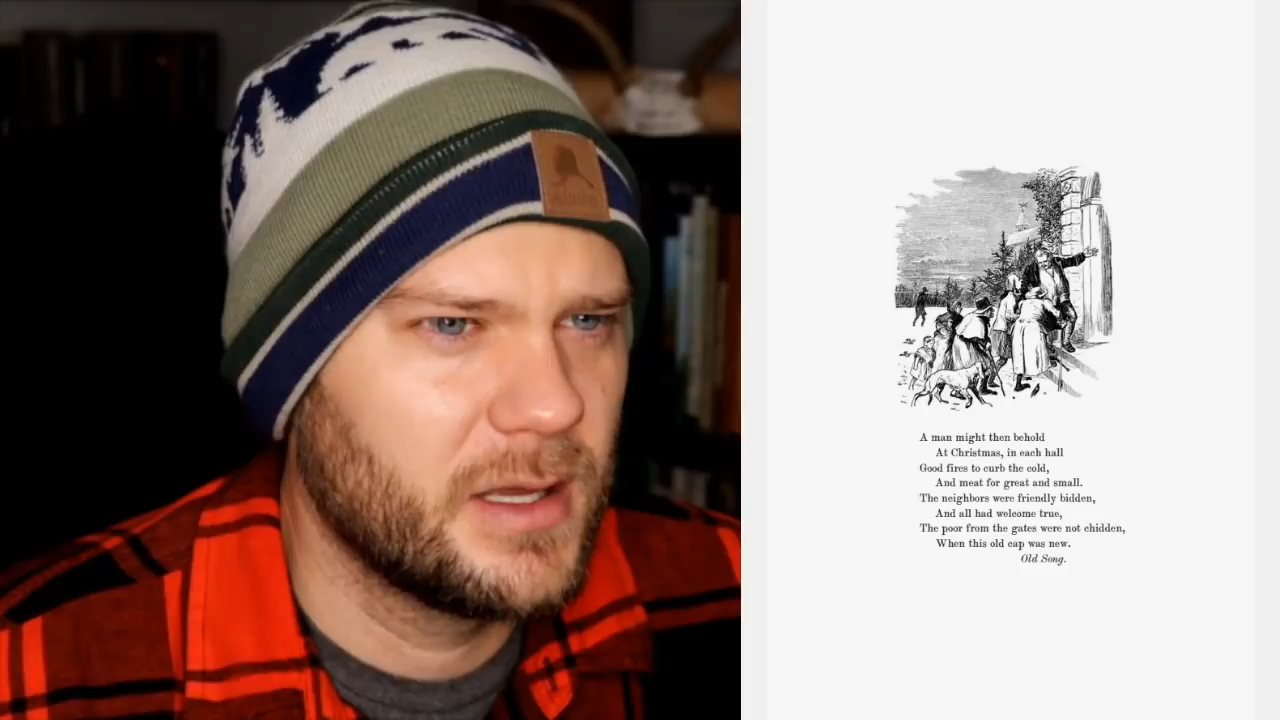 A man might then behold
At Christmas, in each hall
Good fires to curb the cold,
And meat for great and small.
The neighbors were friendly bidden,
And all had welcome true,
The poor from the gates were not chidden,
When this old cap was new.
Old Song.